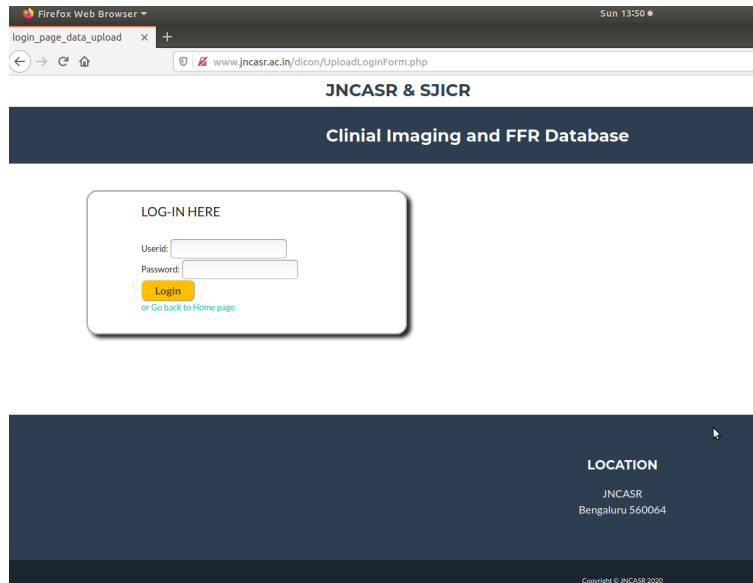 Firefox Web Browser
Sun 13:50
login_page_data_upload
www.jncasr.ac.in/dicon/UploadLoginForm.php
JNCASR & SJICR
Clinial Imaging and FFR Database
LOG-IN HERE
Userid:
Password:
Login
or Go back to Home page
LOCATION
JNCASR
Bengaluru 560064
Copyright © JNCASR 2020